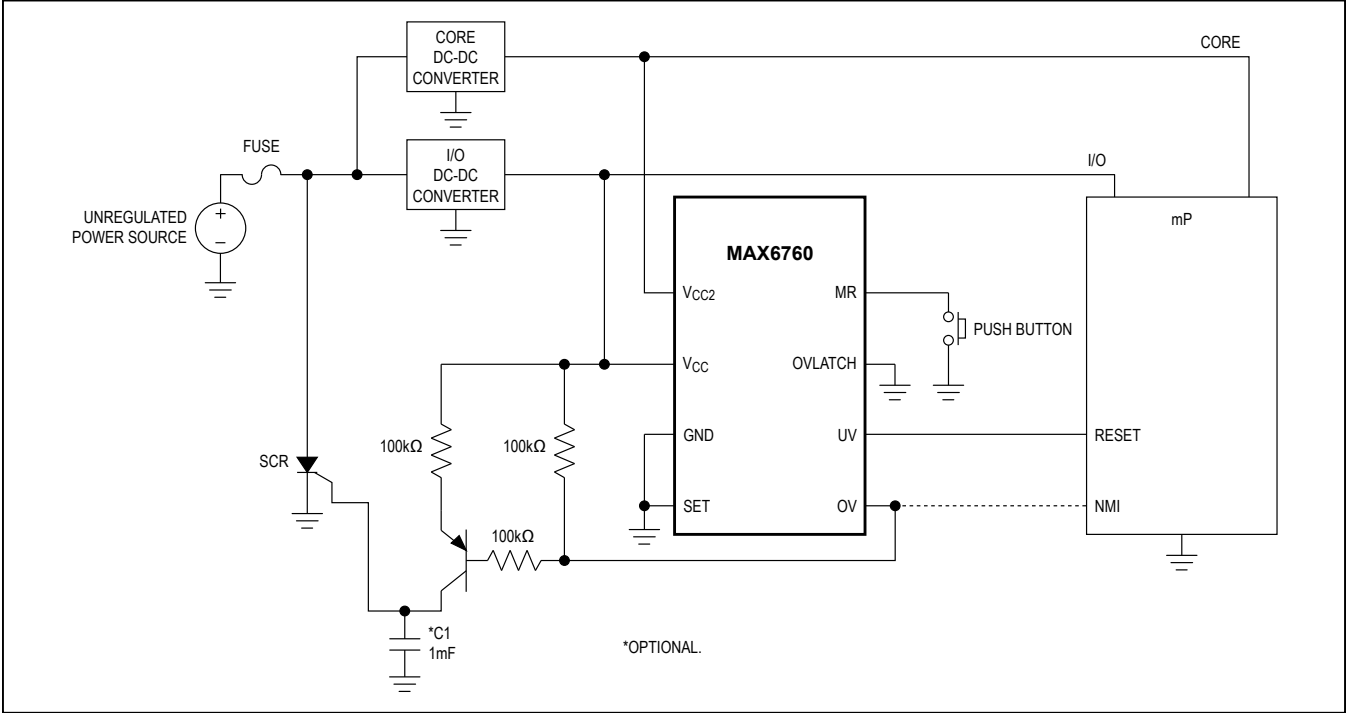 CORE
DC-DC
CONVERTER
CORE
FUSE
I/O
DC-DC
CONVERTER
I/O
UNREGULATED
POWER SOURCE
+
−
MAX6760
mP
VCC2
MR
PUSH BUTTON
VCC
OVLATCH
100kΩ
100kΩ
GND
UV
RESET
SCR
SET
OV
NMI
100kΩ
*C1
1mF
*OPTIONAL.